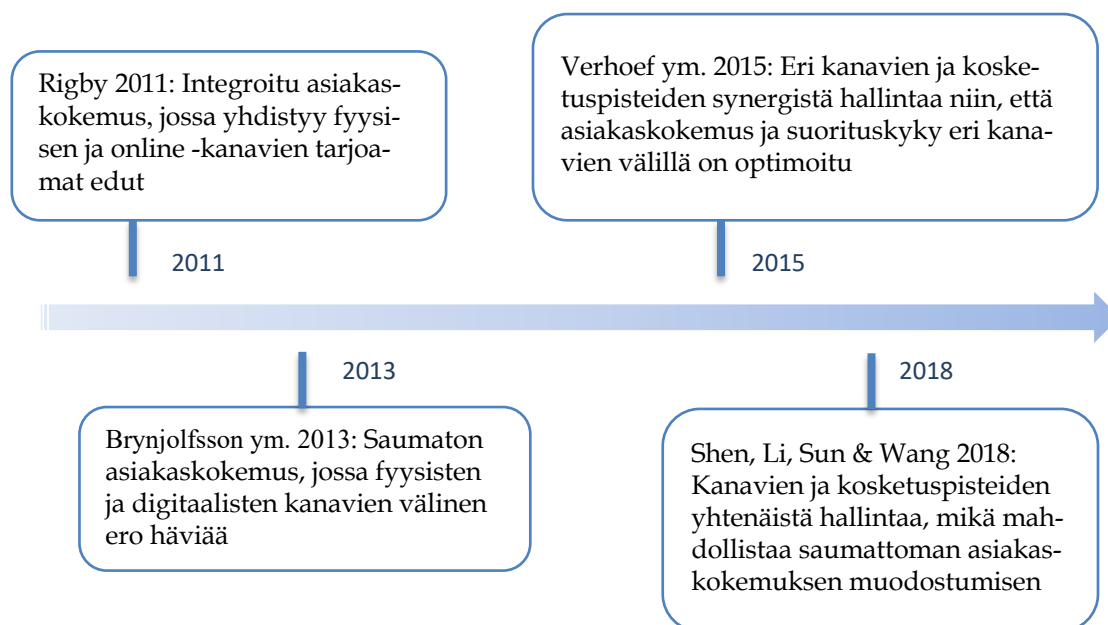 Rigby 2011: Integroitu asiakas-
kokemus, jossa yhdistyy fyysi-
sen ja online -kanavien tarjoa-
mat edut
Verhoef ym. 2015: Eri kanavien ja koske-
tuspisteiden synergistä hallintaa niin, että
asiakaskokemus ja suorituskyky eri kana-
vien välillä on optimoitu
2011
2015
2013
2018
Brynjolfsson ym. 2013: Saumaton
asiakaskokemus, jossa fyysisten
ja digitaalisten kanavien välinen
ero häviää
Shen, Li, Sun & Wang 2018:
Kanavien ja kosketuspisteiden
yhtenäistä hallintaa, mikä mah-
dollistaa saumattoman asiakas-
kokemuksen muodostumisen